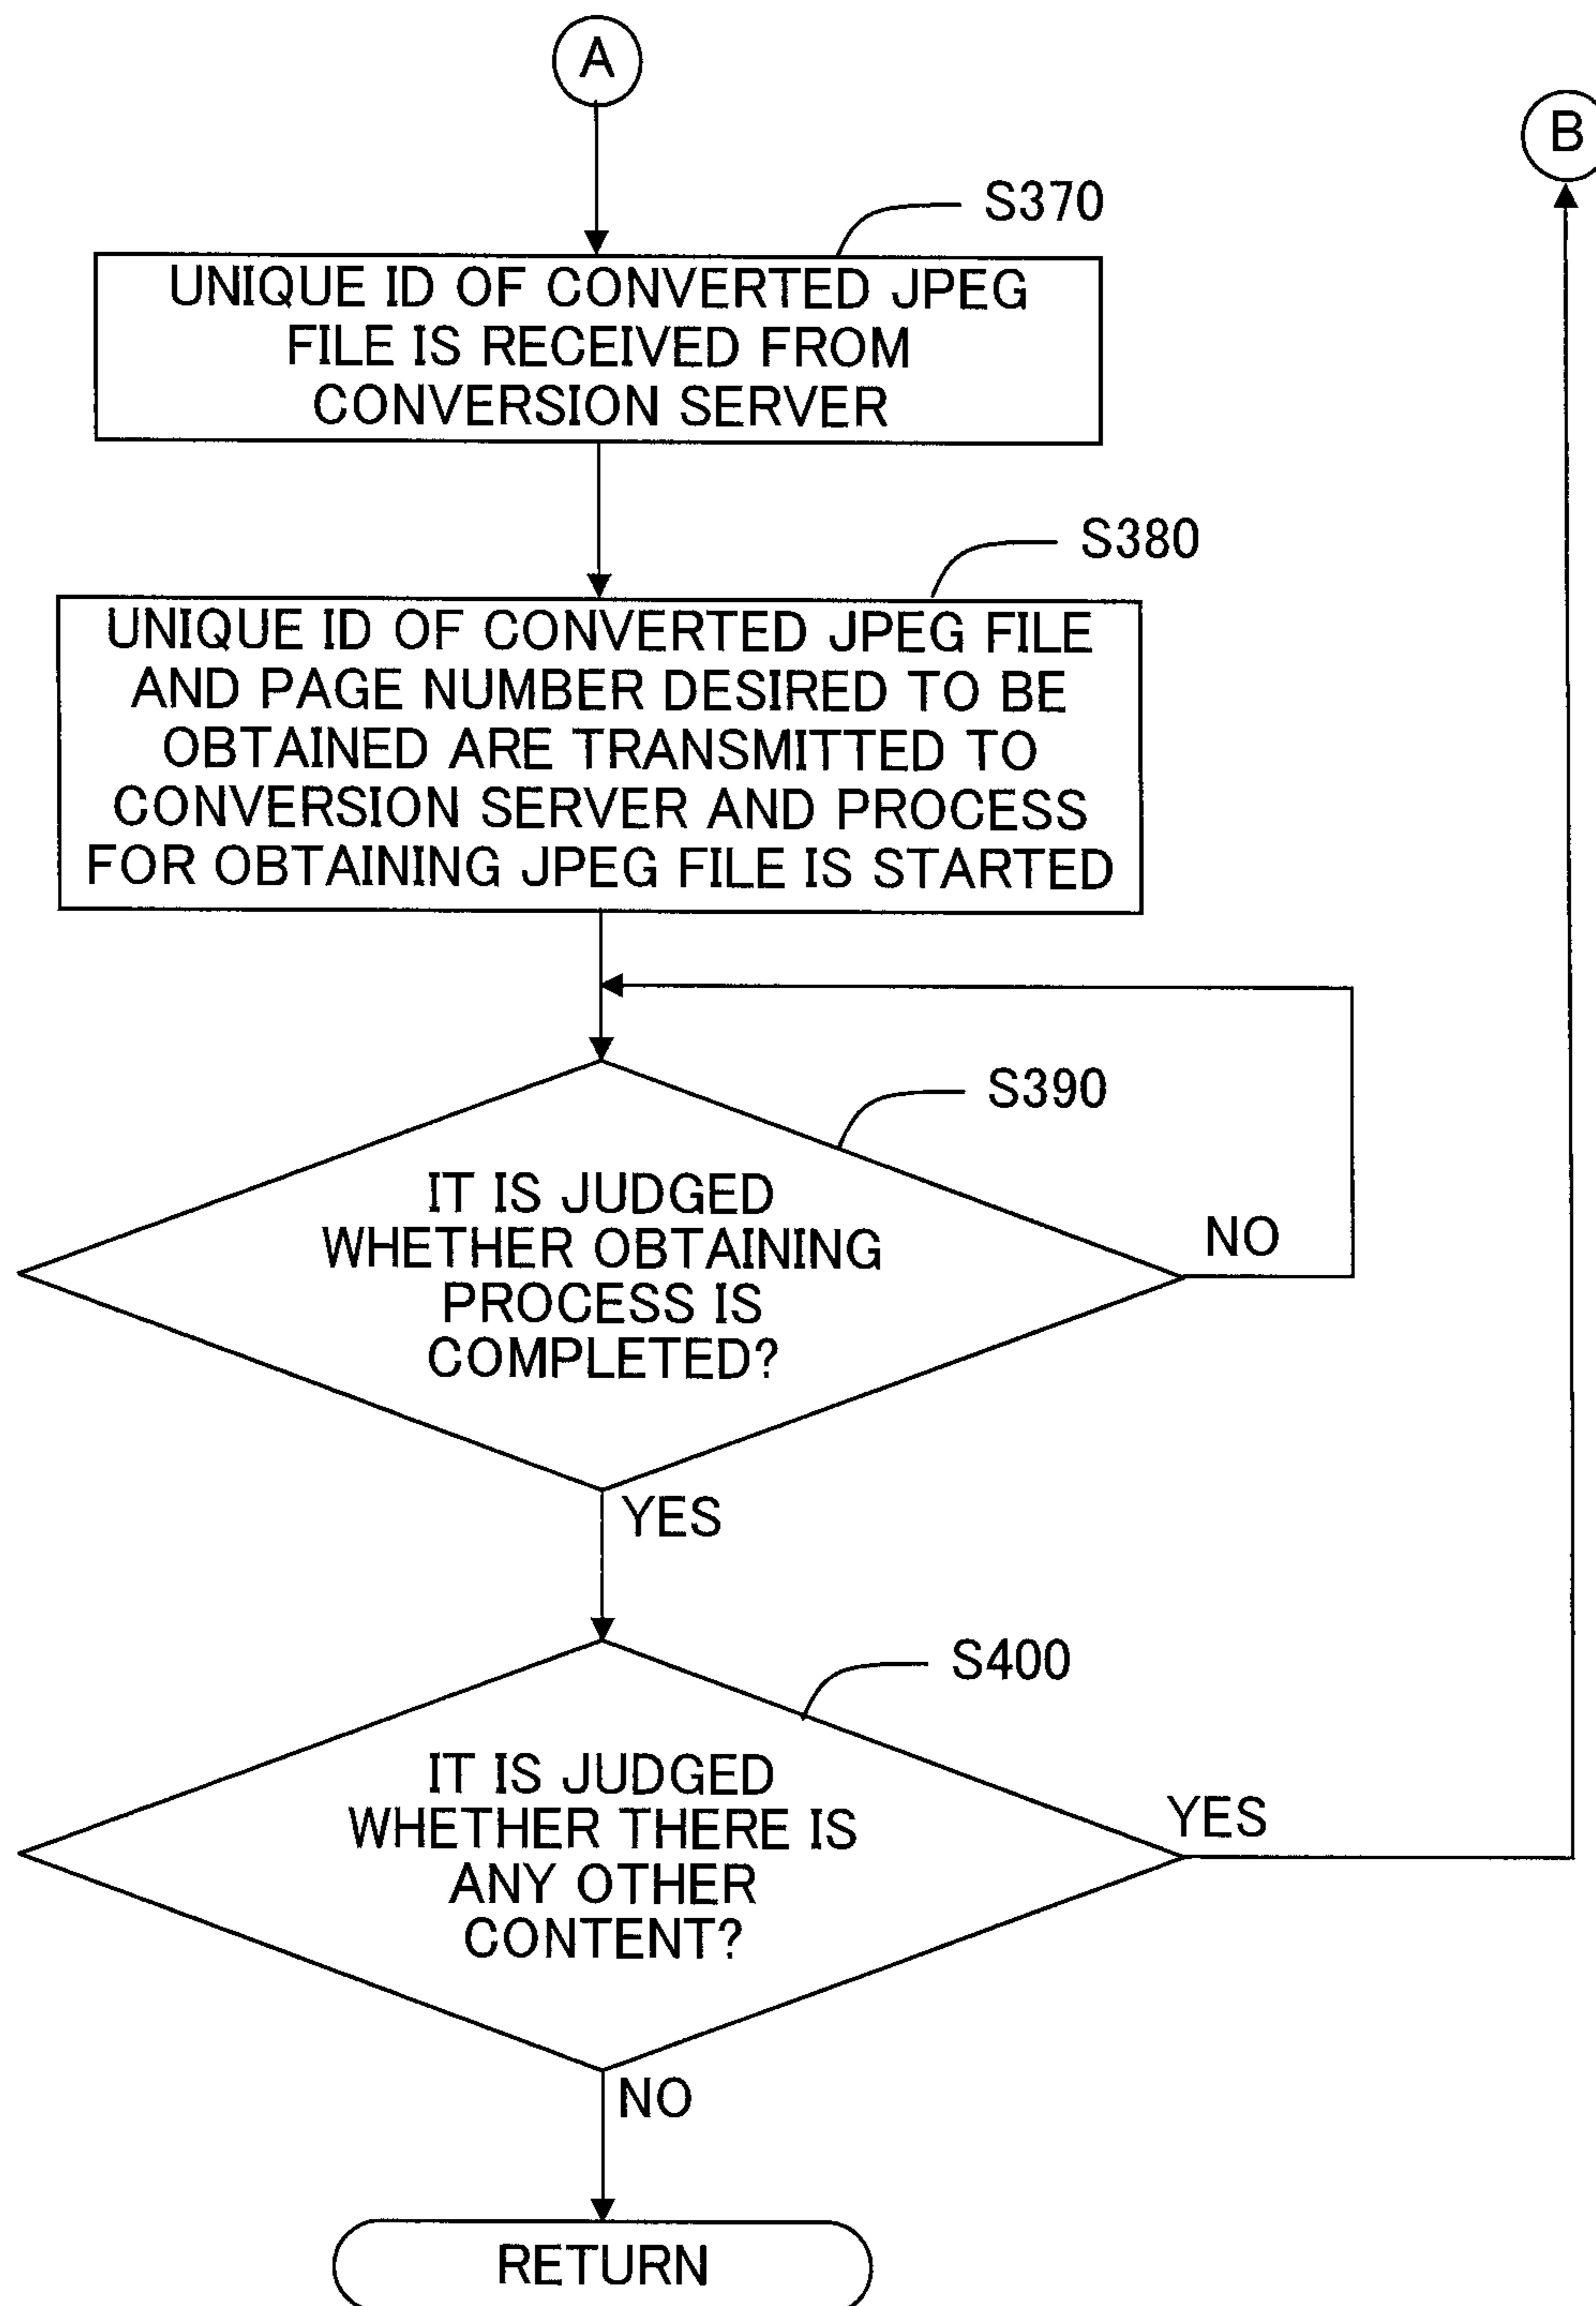 A
B
S370
UNIQUE ID OF CONVERTED JPEG
FILE IS RECEIVED FROM
CONVERSION SERVER
S380
UNIQUE ID OF CONVERTED JPEG FILE
AND PAGE NUMBER DESIRED TO BE
OBTAINED ARE TRANSMITTED TO
CONVERSION SERVER AND PROCESS
FOR OBTAINING JPEG FILE IS STARTED
S390
IT IS JUDGED
WHETHER OBTAINING
PROCESS IS
COMPLETED?
NO
YES
S400
IT IS JUDGED
WHETHER THERE IS
ANY OTHER
CONTENT?
YES
NO
RETURN